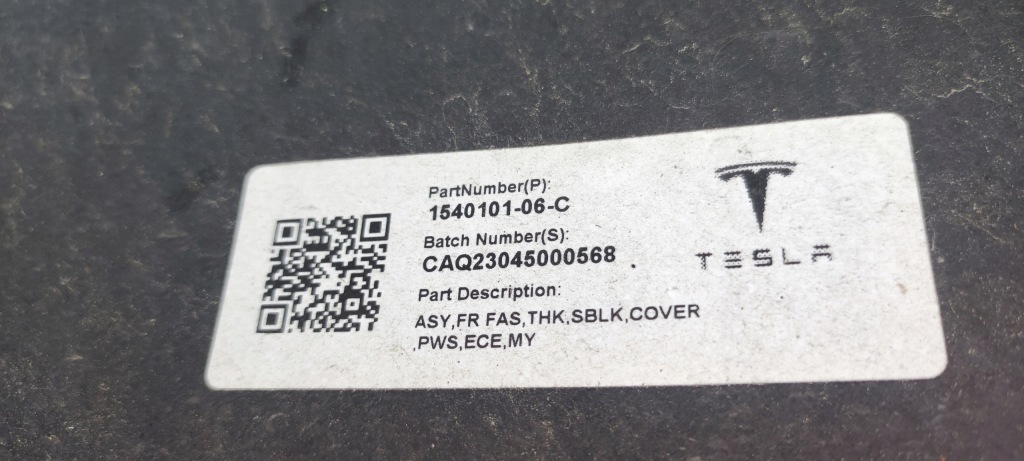 PartNumber(P):
1540101-06-C
Batch Number(S):
CAQ23045000568
Part Description:
ASY,FR FAS,THK,SBLK,COVER
,PWS,ECE,MY
TESLA